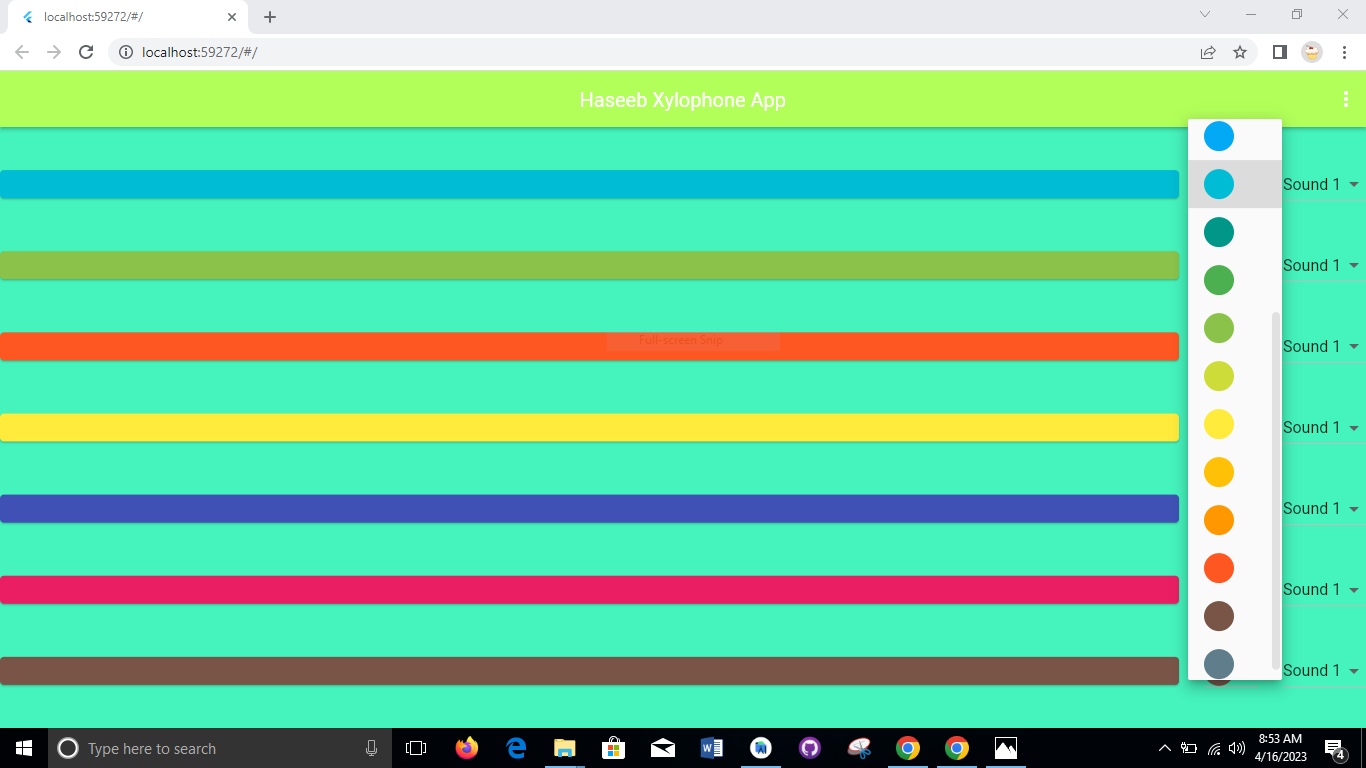 localhost:59272/#/
localhost:59272/#/
Haseeb Xylophone App
Sound 1
Sound 1
Full-screen Snip
Sound 1
Sound 1
Sound 1
Sound 1
Sound 1
Type here to search
8:53 AM
4/16/2023
4